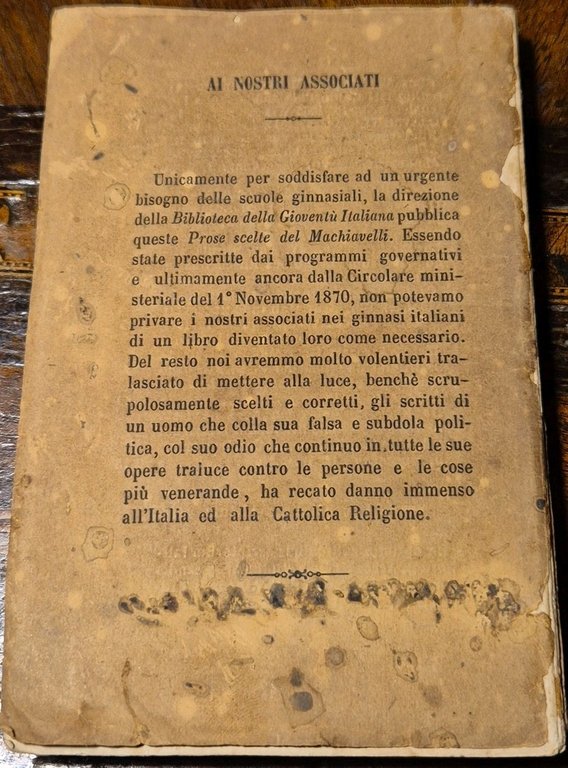 AI NOSTRI ASSOCIATI
Unicamente per soddisfare ad un urgente
bisogno delle scuole ginnasiali, la direzione
della Biblioteca della Gioventù Italiana pubblica
queste Prose scelte del Machiavelli. Essendo
state prescritte dai programmi governativi
e ultimamente ancora dalla Circolare mini-
steriale del 1° Novembre 1870, non potevamo
privare i nostri associati nei ginnasi italiani
di un libro diventato loro come necessario.
Del resto noi avremmo molto volentieri tra-
lasciato di mettere alla luce, benchè scru-
polosamente scelti e corretti, gli scritti di
un uomo che colla sua falsa e subdola poli-
tica, col suo odio che continuo in tutte le sue
opere traluce contro le persone e le cose
più venerande, ha recato danno immenso
all'Italia ed alla Cattolica Religione.